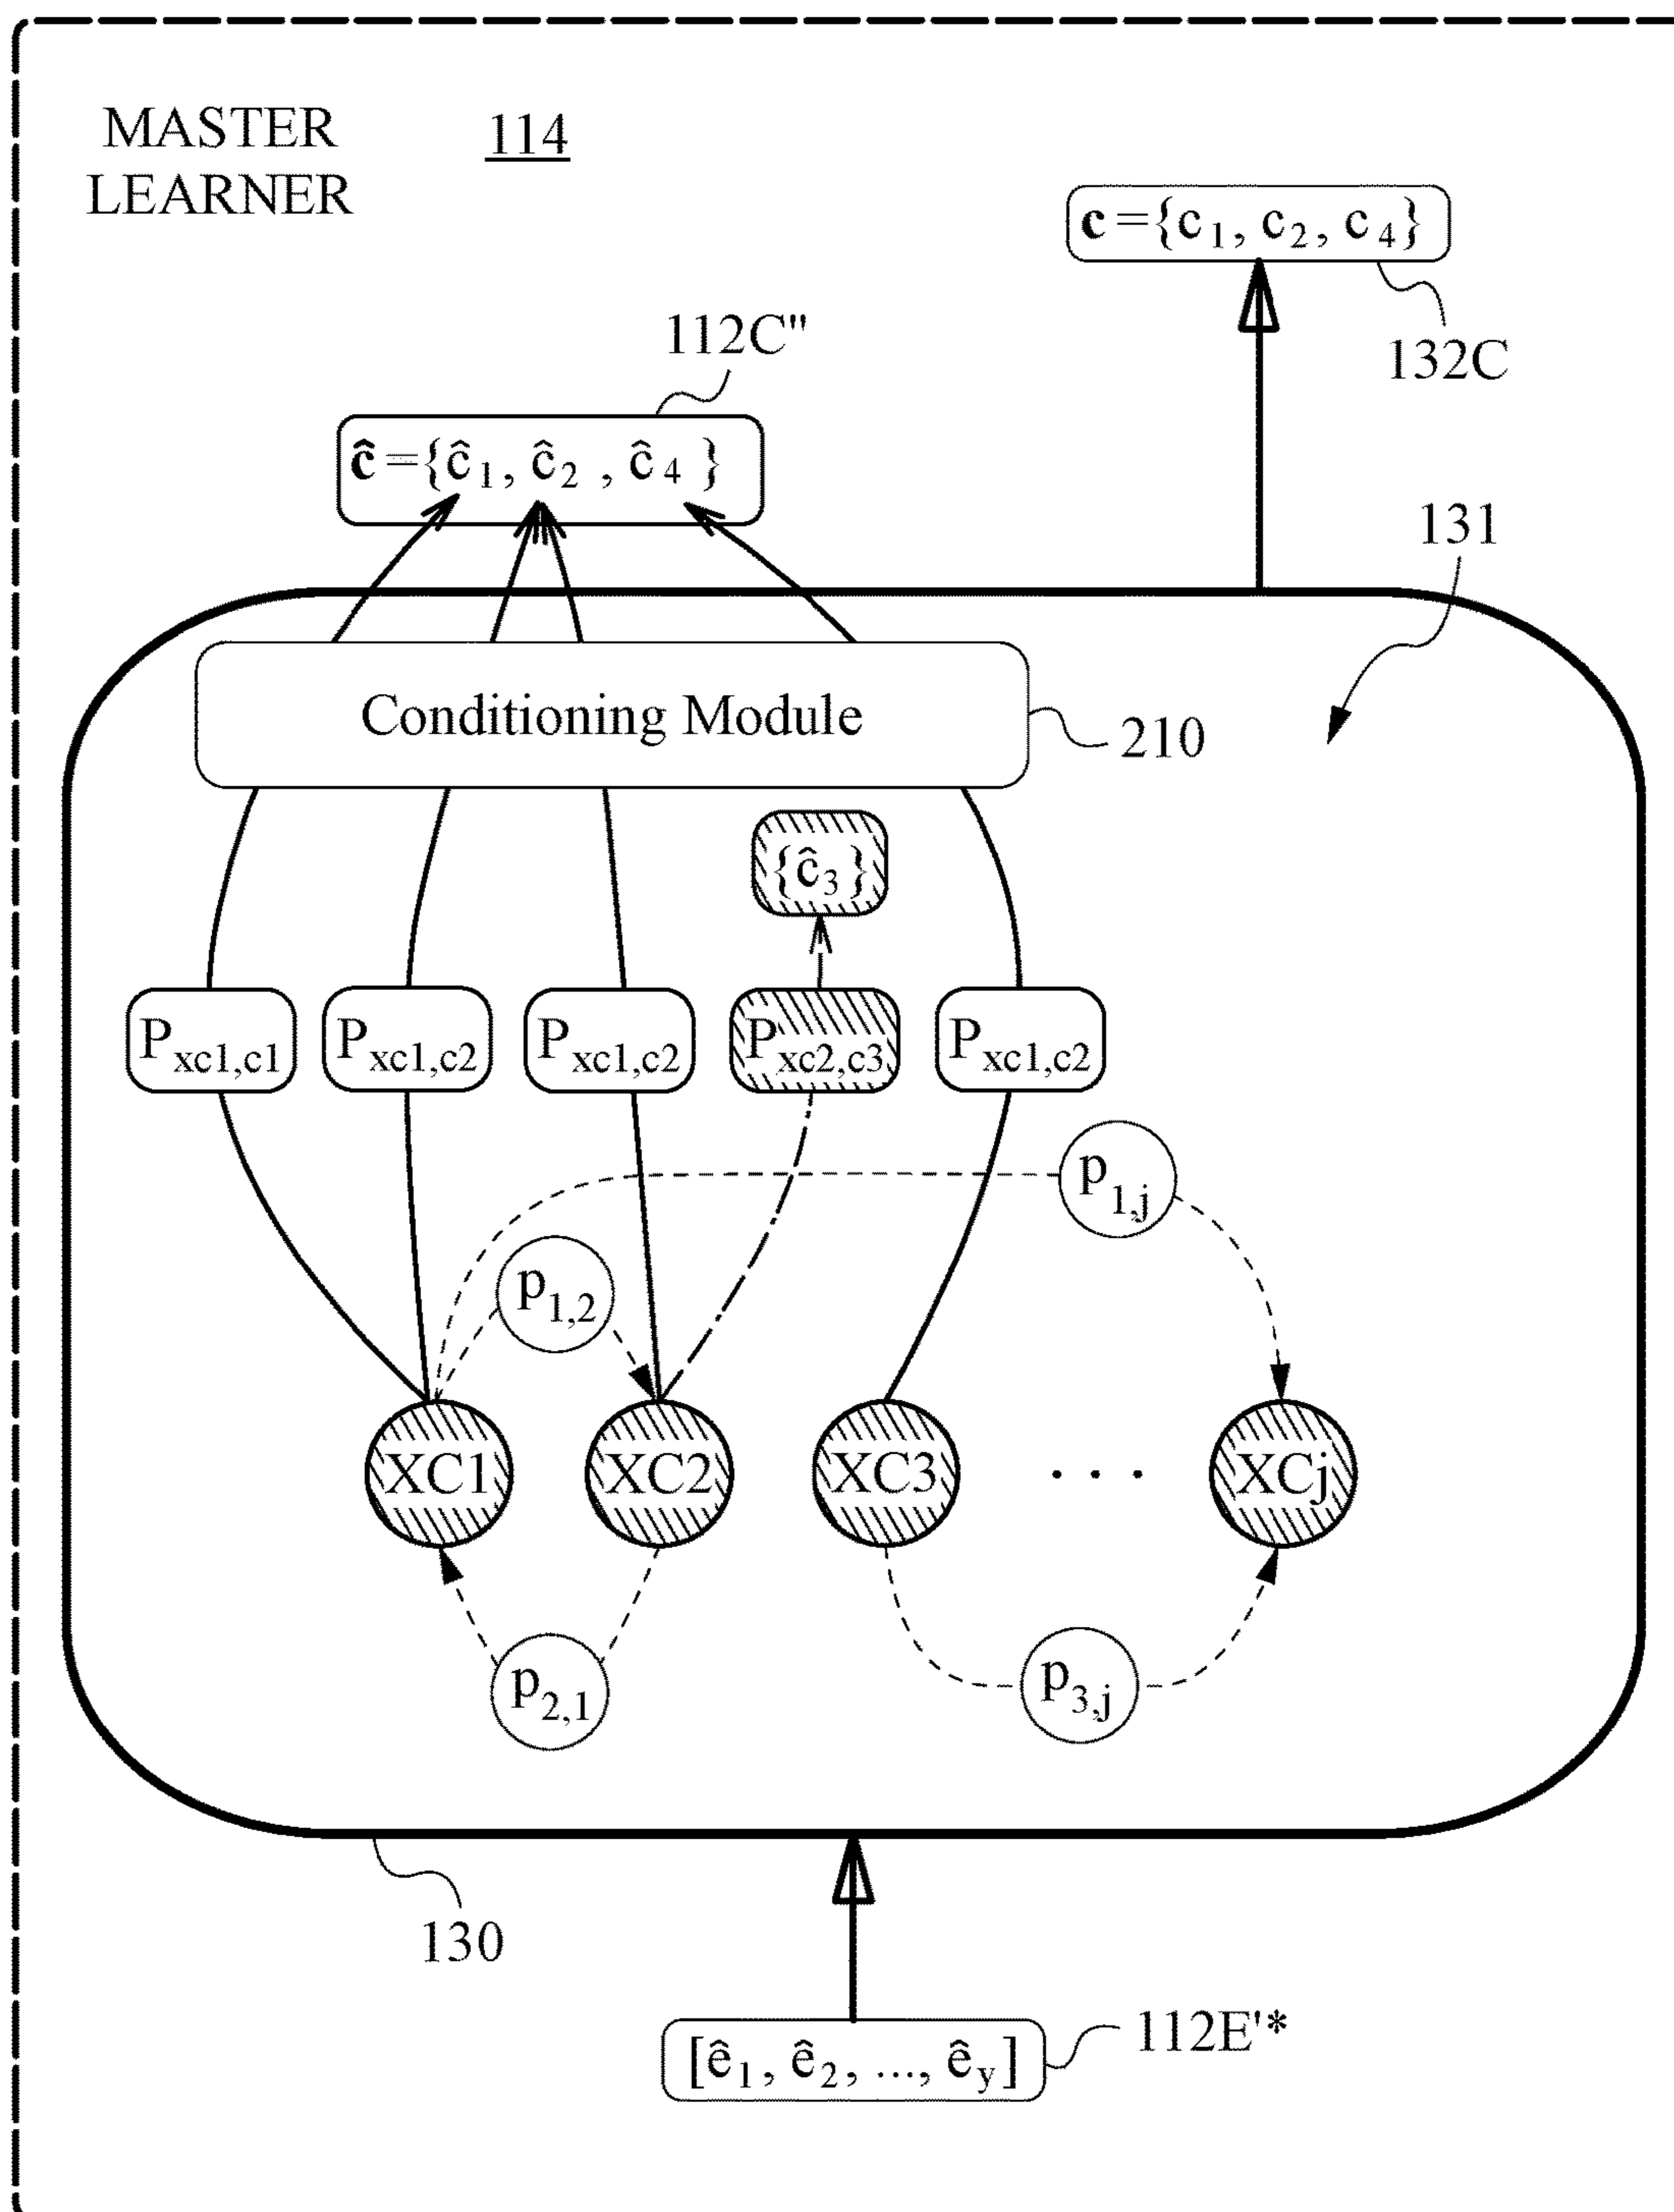 MASTER
LEARNER
114
c={c1, c2, c4}
132C
112C"
ĉ={ĉ1, ĉ2 , ĉ4 }
131
Conditioning Module
210
{ĉ3}
Pxc1,c1
Pxc1,c2
Pxc1,c2
Pxc2,c3
Pxc1,c2
p1,j
p1,2
XC1
XC2
XC3
. . .
XCj
p2,1
p3,j
130
[ê1, ê2, ..., êy]
112E'*